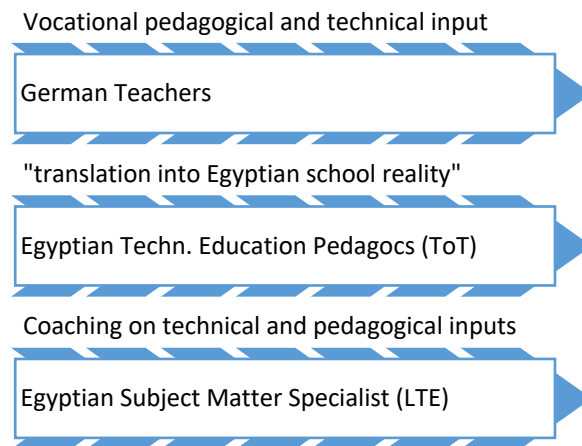 Vocational pedagogical and technical input
German Teachers
"translation into Egyptian school reality"
Egyptian Techn. Education Pedagocs (ToT)
Coaching on technical and pedagogical inputs
Egyptian Subject Matter Specialist (LTE)